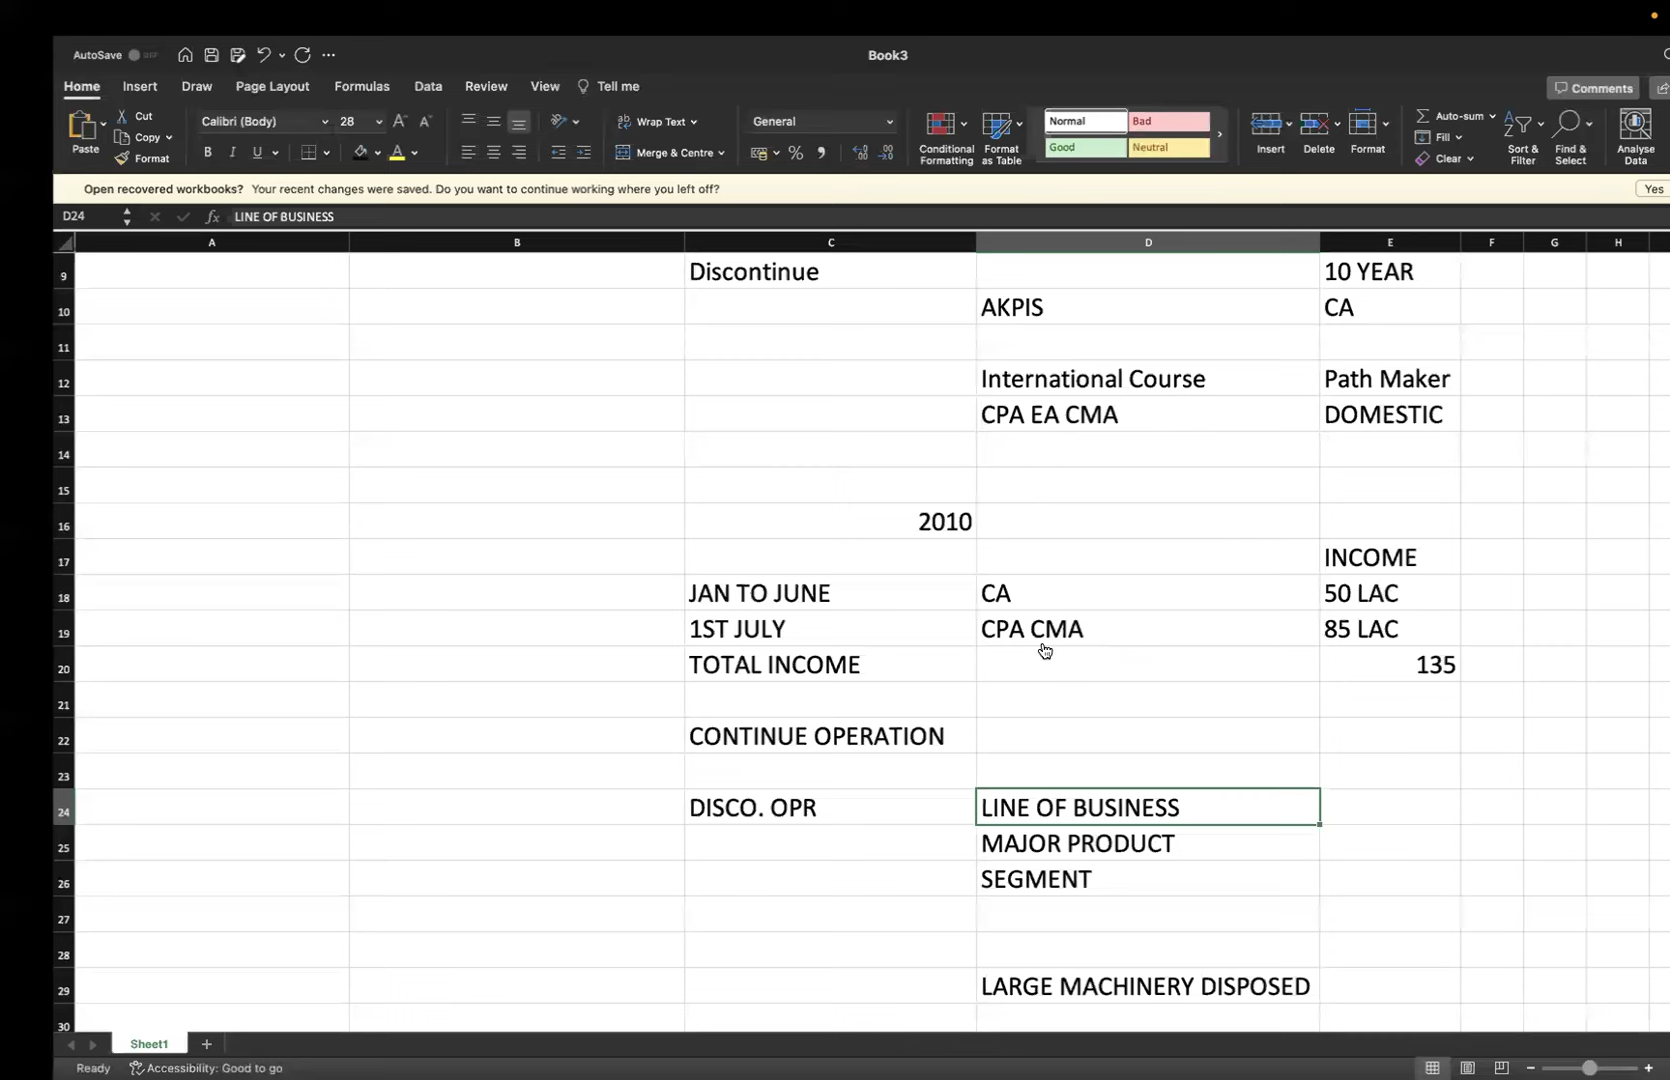 AutoSave
Book3
Home Insert Draw Page Layout Formulas Data Review View Tell me
Comments
Paste
Cut
Copy
Format
Calibri (Body) 28
B I U
Wrap Text
Merge & Centre
General
Conditional Formatting
Format as Table
Normal Bad
Good Neutral
Insert Delete Format
Auto-sum
Fill
Clear
Sort & Filter
Find & Select
Analyse Data
Open recovered workbooks? Your recent changes were saved. Do you want to continue working where you left off? Yes
D24 fx LINE OF BUSINESS
A B C D E F G H
9 Discontinue 10 YEAR
10 AKPIS CA
11
12 International Course Path Maker
13 CPA EA CMA DOMESTIC
14
15
16 2010
17 INCOME
18 JAN TO JUNE CA 50 LAC
19 1ST JULY CPA CMA 85 LAC
20 TOTAL INCOME 135
21
22 CONTINUE OPERATION
23
24 DISCO. OPR LINE OF BUSINESS
25 MAJOR PRODUCT
26 SEGMENT
27
28
29 LARGE MACHINERY DISPOSED
30
Sheet1 +
Ready Accessibility: Good to go